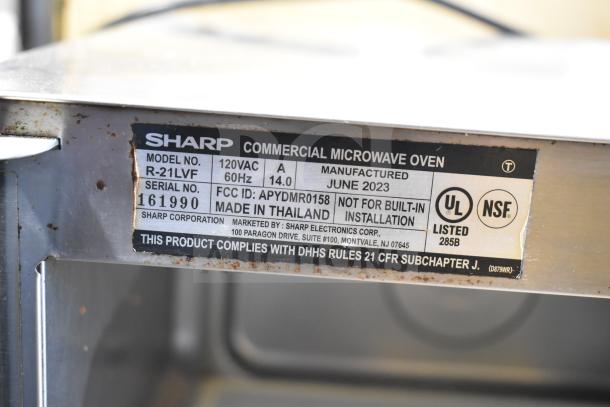 SHARP COMMERCIAL MICROWAVE OVEN
T
MODEL NO. R-21LVF
120VAC 60Hz
A 14.0
MANUFACTURED JUNE 2023
SERIAL NO. 161990
FCC ID: APYDMR0158
MADE IN THAILAND
NOT FOR BUILT-IN INSTALLATION
UL
LISTED
285B
NSF
SHARP CORPORATION MARKETED BY : SHARP ELECTRONICS CORP.,
100 PARAGON DRIVE, SUITE #100, MONTVALE, NJ 07645
THIS PRODUCT COMPLIES WITH DHHS RULES 21 CFR SUBCHAPTER J.
(D879WR)